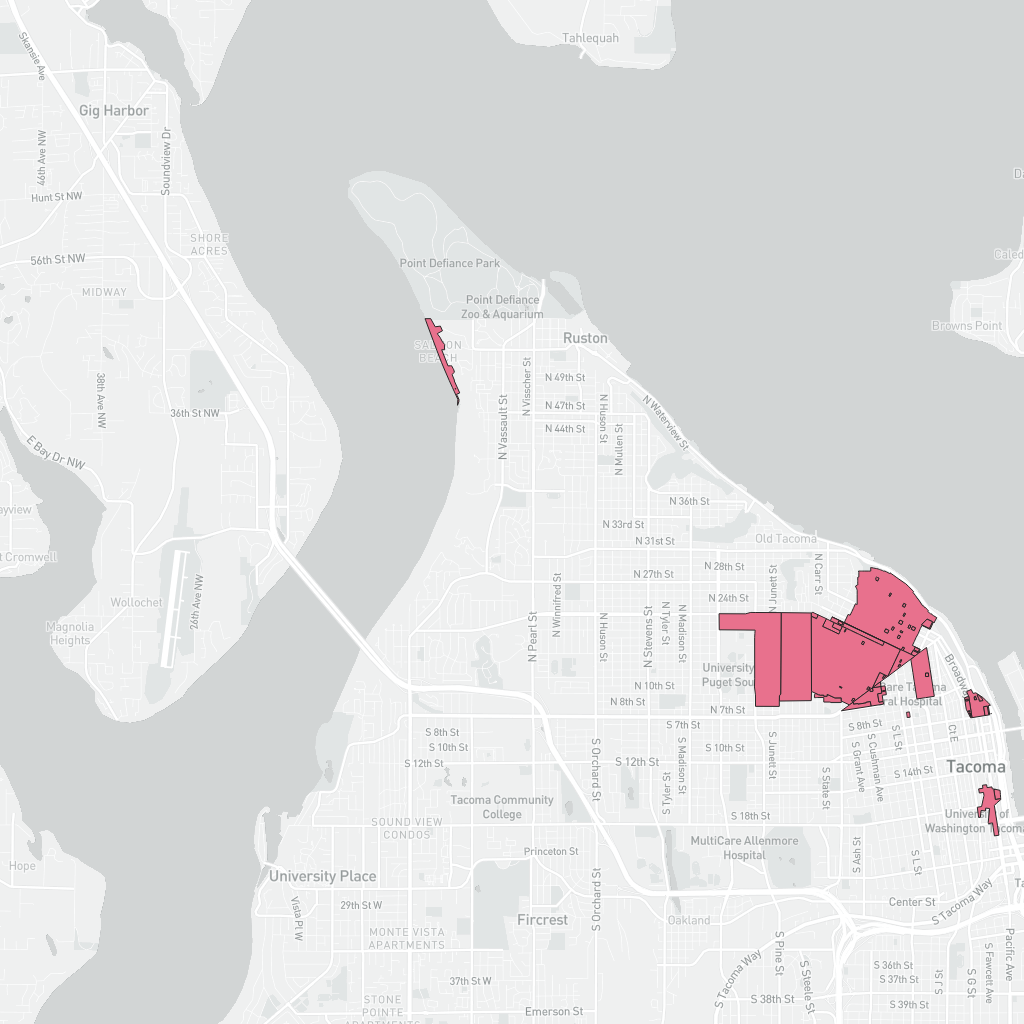 Tahlequah
Skansie Ave
Gig Harbor
46th Ave NW
Soundview Dr
Hunt St NW
SHORE
ACRES
56th St NW
MIDWAY
Point Defiance Park
Point Defiance
Zoo & Aquarium
Browns Point
Ruston
BEACH
N Visscher St
N 49th St
38th Ave NW
36th St NW
N Vassault St
N 47th St
N 44th St
N Huson St
N Mullen St
N Waterview St
E Bay Dr NW
N 36th St
N 33rd St
N 31st St
Old Tacoma
Cromwell
N 28th St
N 27th St
N Carr St
N Junett St
N 24th St
Wollochet
26th Ave NW
Magnolia
Heights
N Pearl St
N Winnifred St
N Huson St
N Stevens St
N Tyler St
N Madison St
University
Puget
N 10th St
N 8th St
N 7th St
Broadway
Tacoma
Hospital
S 7th St
S 8th St
S 8th St
S 10th St
S 10th St
S 12th St
S 12th St
S Orchard St
S Madison St
S Junett St
S L St
Ct E
S Grant Ave
S Cushman Ave
S 14th St
Tacoma
S Tyler St
S State St
Tacoma Community
College
SOUND VIEW
CONDOS
S 18th St
University of
Washington Tacoma
MultiCare Allenmore
Hospital
Princeton St
S Ash St
S L St
Hope
University Place
S Orchard St
29th St W
Vista Pl W
Fircrest
Oakland
Center St
S Tacoma Way
MONTE VISTA
APARTMENTS
S Pine St
S Steele St
S Tacoma Way
S 36th St
S 37th St
S J St
S G St
S Fawcett Ave
Pacific Ave
37th St W
S 38th St
S 39th St
STONE
POINTE
APARTMENTS
Emerson St